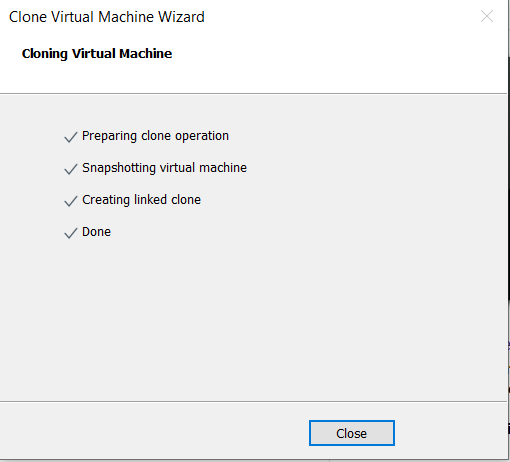 Clone Virtual Machine Wizard
Cloning Virtual Machine
Preparing clone operation
Snapshotting virtual machine
Creating linked clone
Done
Close